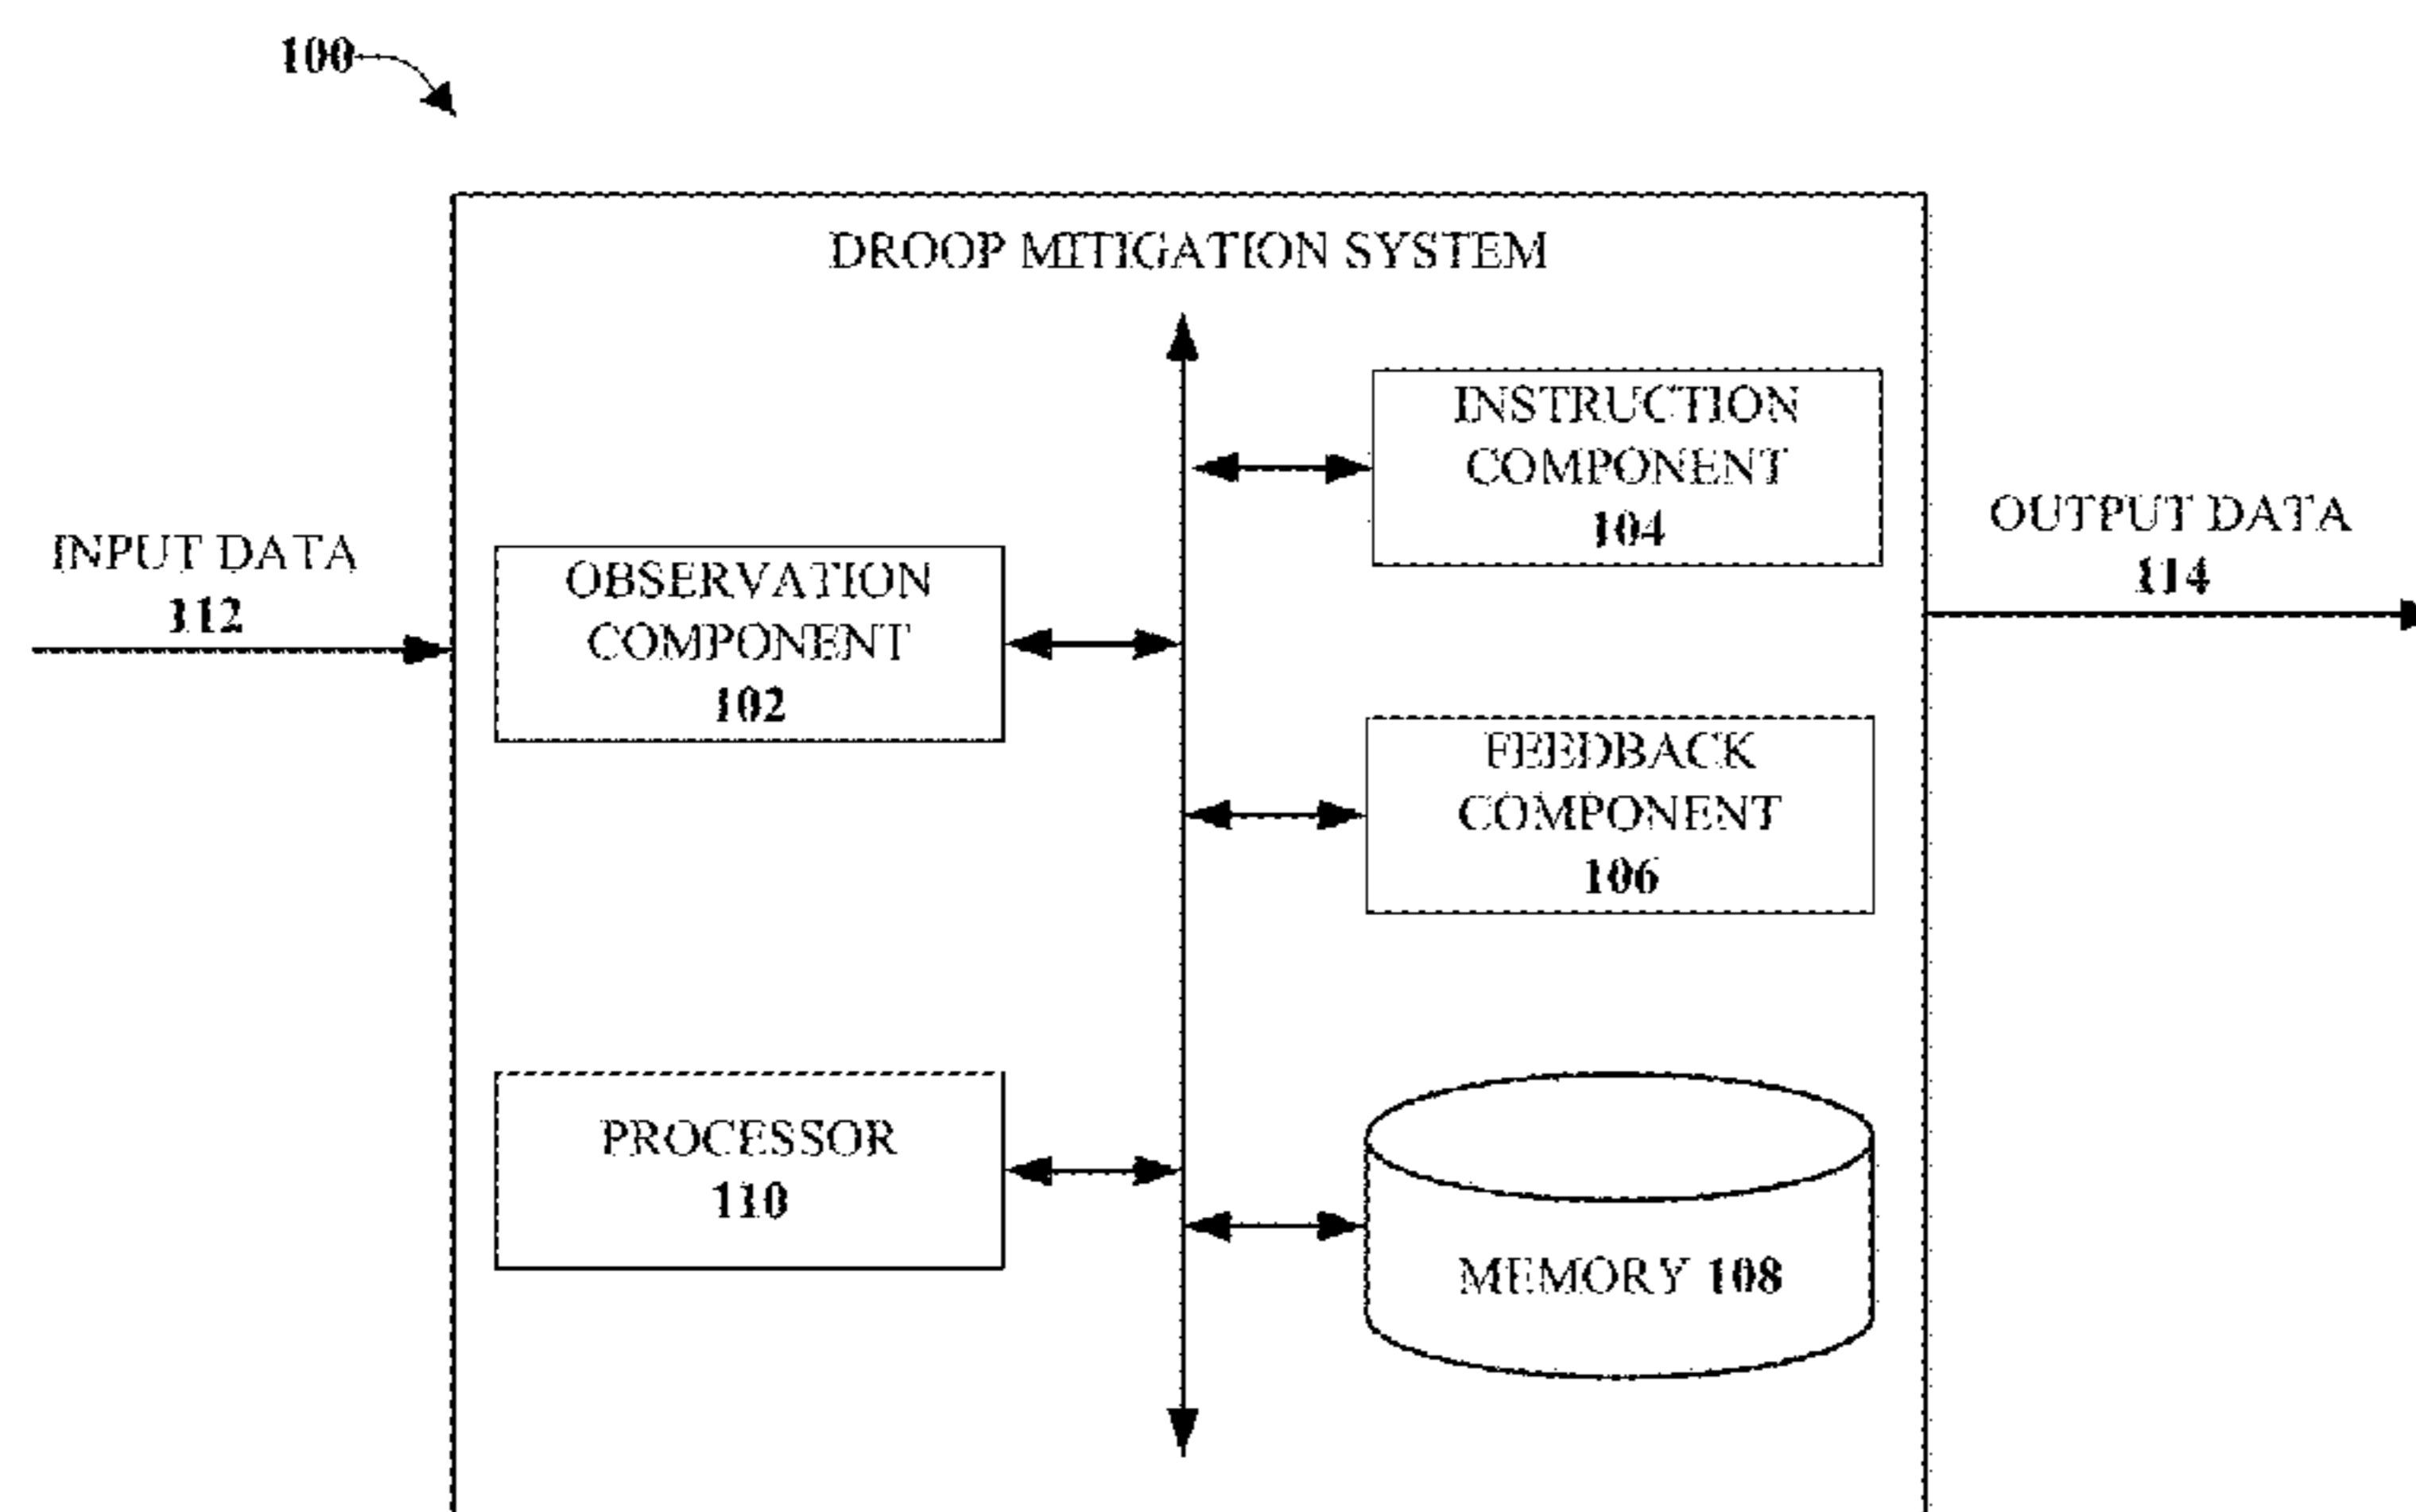 100
DROOP MITIGATION SYSTEM
INPUT DATA
112
OBSERVATION
COMPONENT
102
INSTRUCTION
COMPONENT
104
OUTPUT DATA
114
FEEDBACK
COMPONENT
106
PROCESSOR
110
MEMORY 108